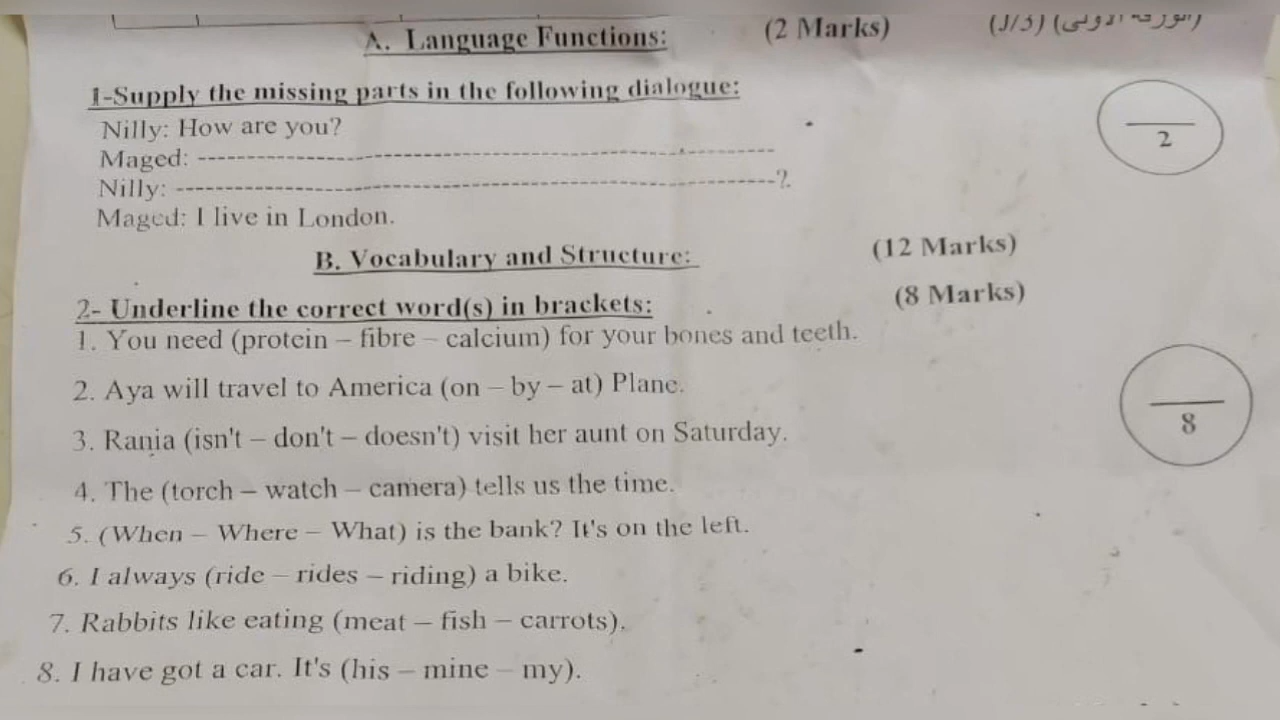 A. Language Functions: (2 Marks) (الورقة الاولى)
1-Supply the missing parts in the following dialogue:
Nilly: How are you?
2
Maged: ------------------------------------------------------------
Nilly: ------------------------------------------------------------?.
Maged: I live in London.
B. Vocabulary and Structure: (12 Marks)
2- Underline the correct word(s) in brackets: (8 Marks)
1. You need (protein – fibre – calcium) for your bones and teeth.
2. Aya will travel to America (on – by – at) Plane.
8
3. Rania (isn't – don't – doesn't) visit her aunt on Saturday.
4. The (torch – watch – camera) tells us the time.
5. (When – Where – What) is the bank? It's on the left.
6. I always (ride – rides – riding) a bike.
7. Rabbits like eating (meat – fish – carrots).
8. I have got a car. It's (his – mine – my).